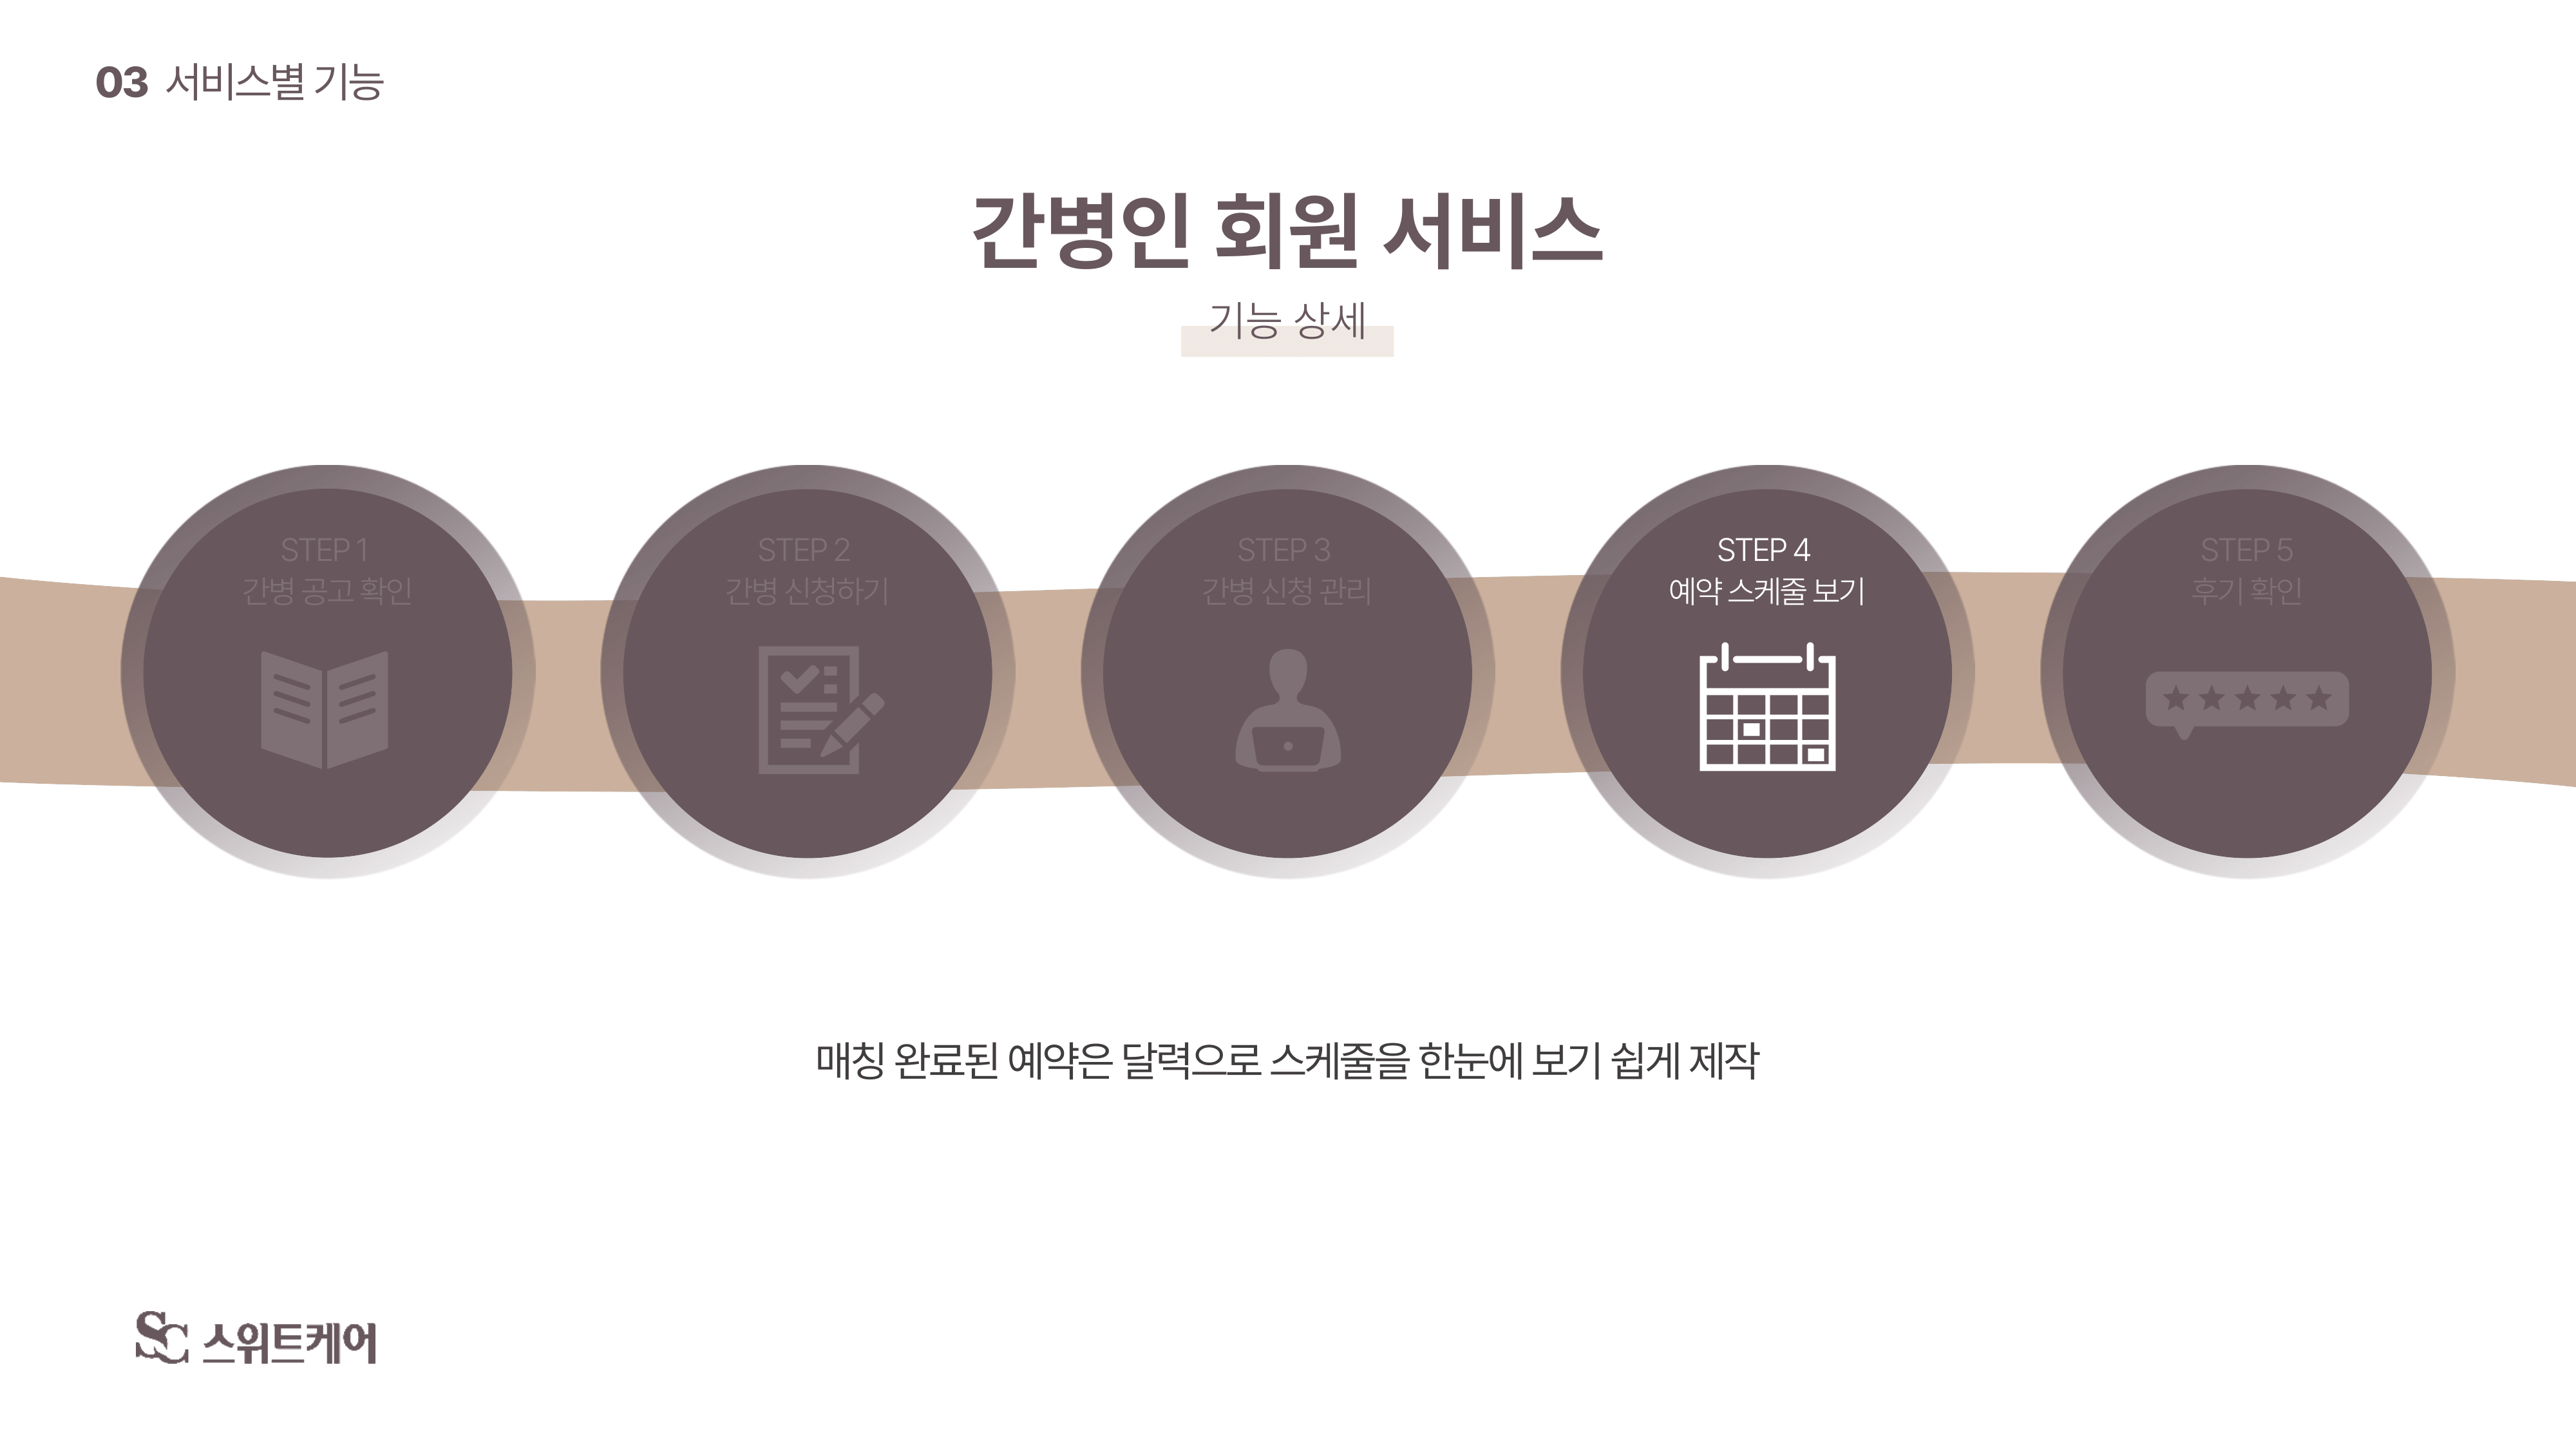 03 서비스별 기능
간병인 회원 서비스
기능 상세
STEP 1
간병 공고 확인
STEP 2
간병 신청하기
STEP 3
간병 신청 관리
STEP 4
예약 스케줄 보기
STEP 5
후기 확인
매칭 완료된 예약은 달력으로 스케줄을 한눈에 보기 쉽게 제작
SC 스위트케어